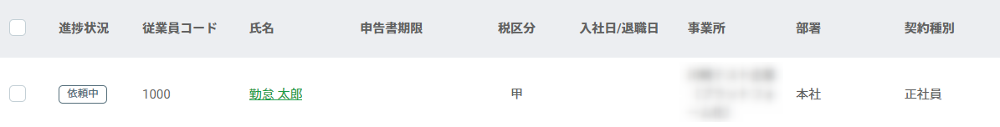 進捗状況 従業員コード 氏名 申告書期限 税区分 入社日/退職日 事業所 部署 契約種別
依頼中 1000 勤怠 太郎 甲 本社 正社員